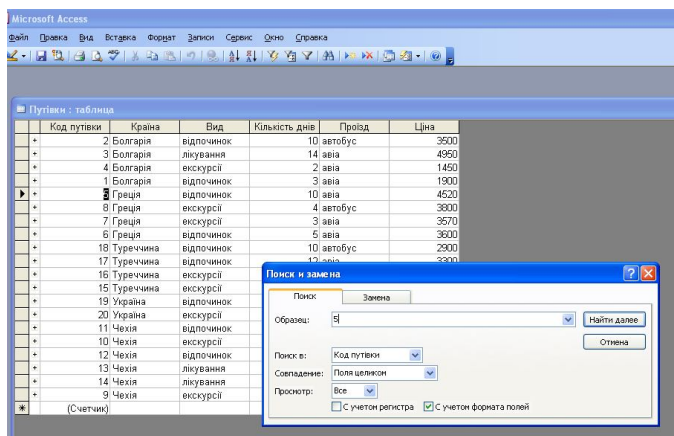 Microsoft Access
Файл Правка Вид Вставка Формат Записи Сервис Окно Справка
Путівки : таблица
Код путівки Країна Вид Кількість днів Проїзд Ціна
2 Болгарія відпочинок 10 автобус 3500
3 Болгарія лікування 14 авіа 4950
4 Болгарія екскурсії 2 авіа 1450
1 Болгарія відпочинок 3 авіа 1900
5 Греція відпочинок 10 авіа 4520
8 Греція екскурсії 4 автобус 3800
7 Греція екскурсії 3 авіа 3570
6 Греція відпочинок 5 авіа 3600
18 Туреччина відпочинок 10 автобус 2900
17 Туреччина відпочинок 12 авіа 3300
16 Туреччина екскурсії
15 Туреччина екскурсії
19 Україна відпочинок
20 Україна екскурсії
11 Чехія відпочинок
10 Чехія екскурсії
12 Чехія відпочинок
13 Чехія лікування
14 Чехія лікування
9 Чехія екскурсії
(Счетчик)
Поиск и замена
Поиск Замена
Образец: 5 Найти далее
Отмена
Поиск в: Код путівки
Совпадение: Поля целиком
Просмотр: Все
С учетом регистра С учетом формата полей